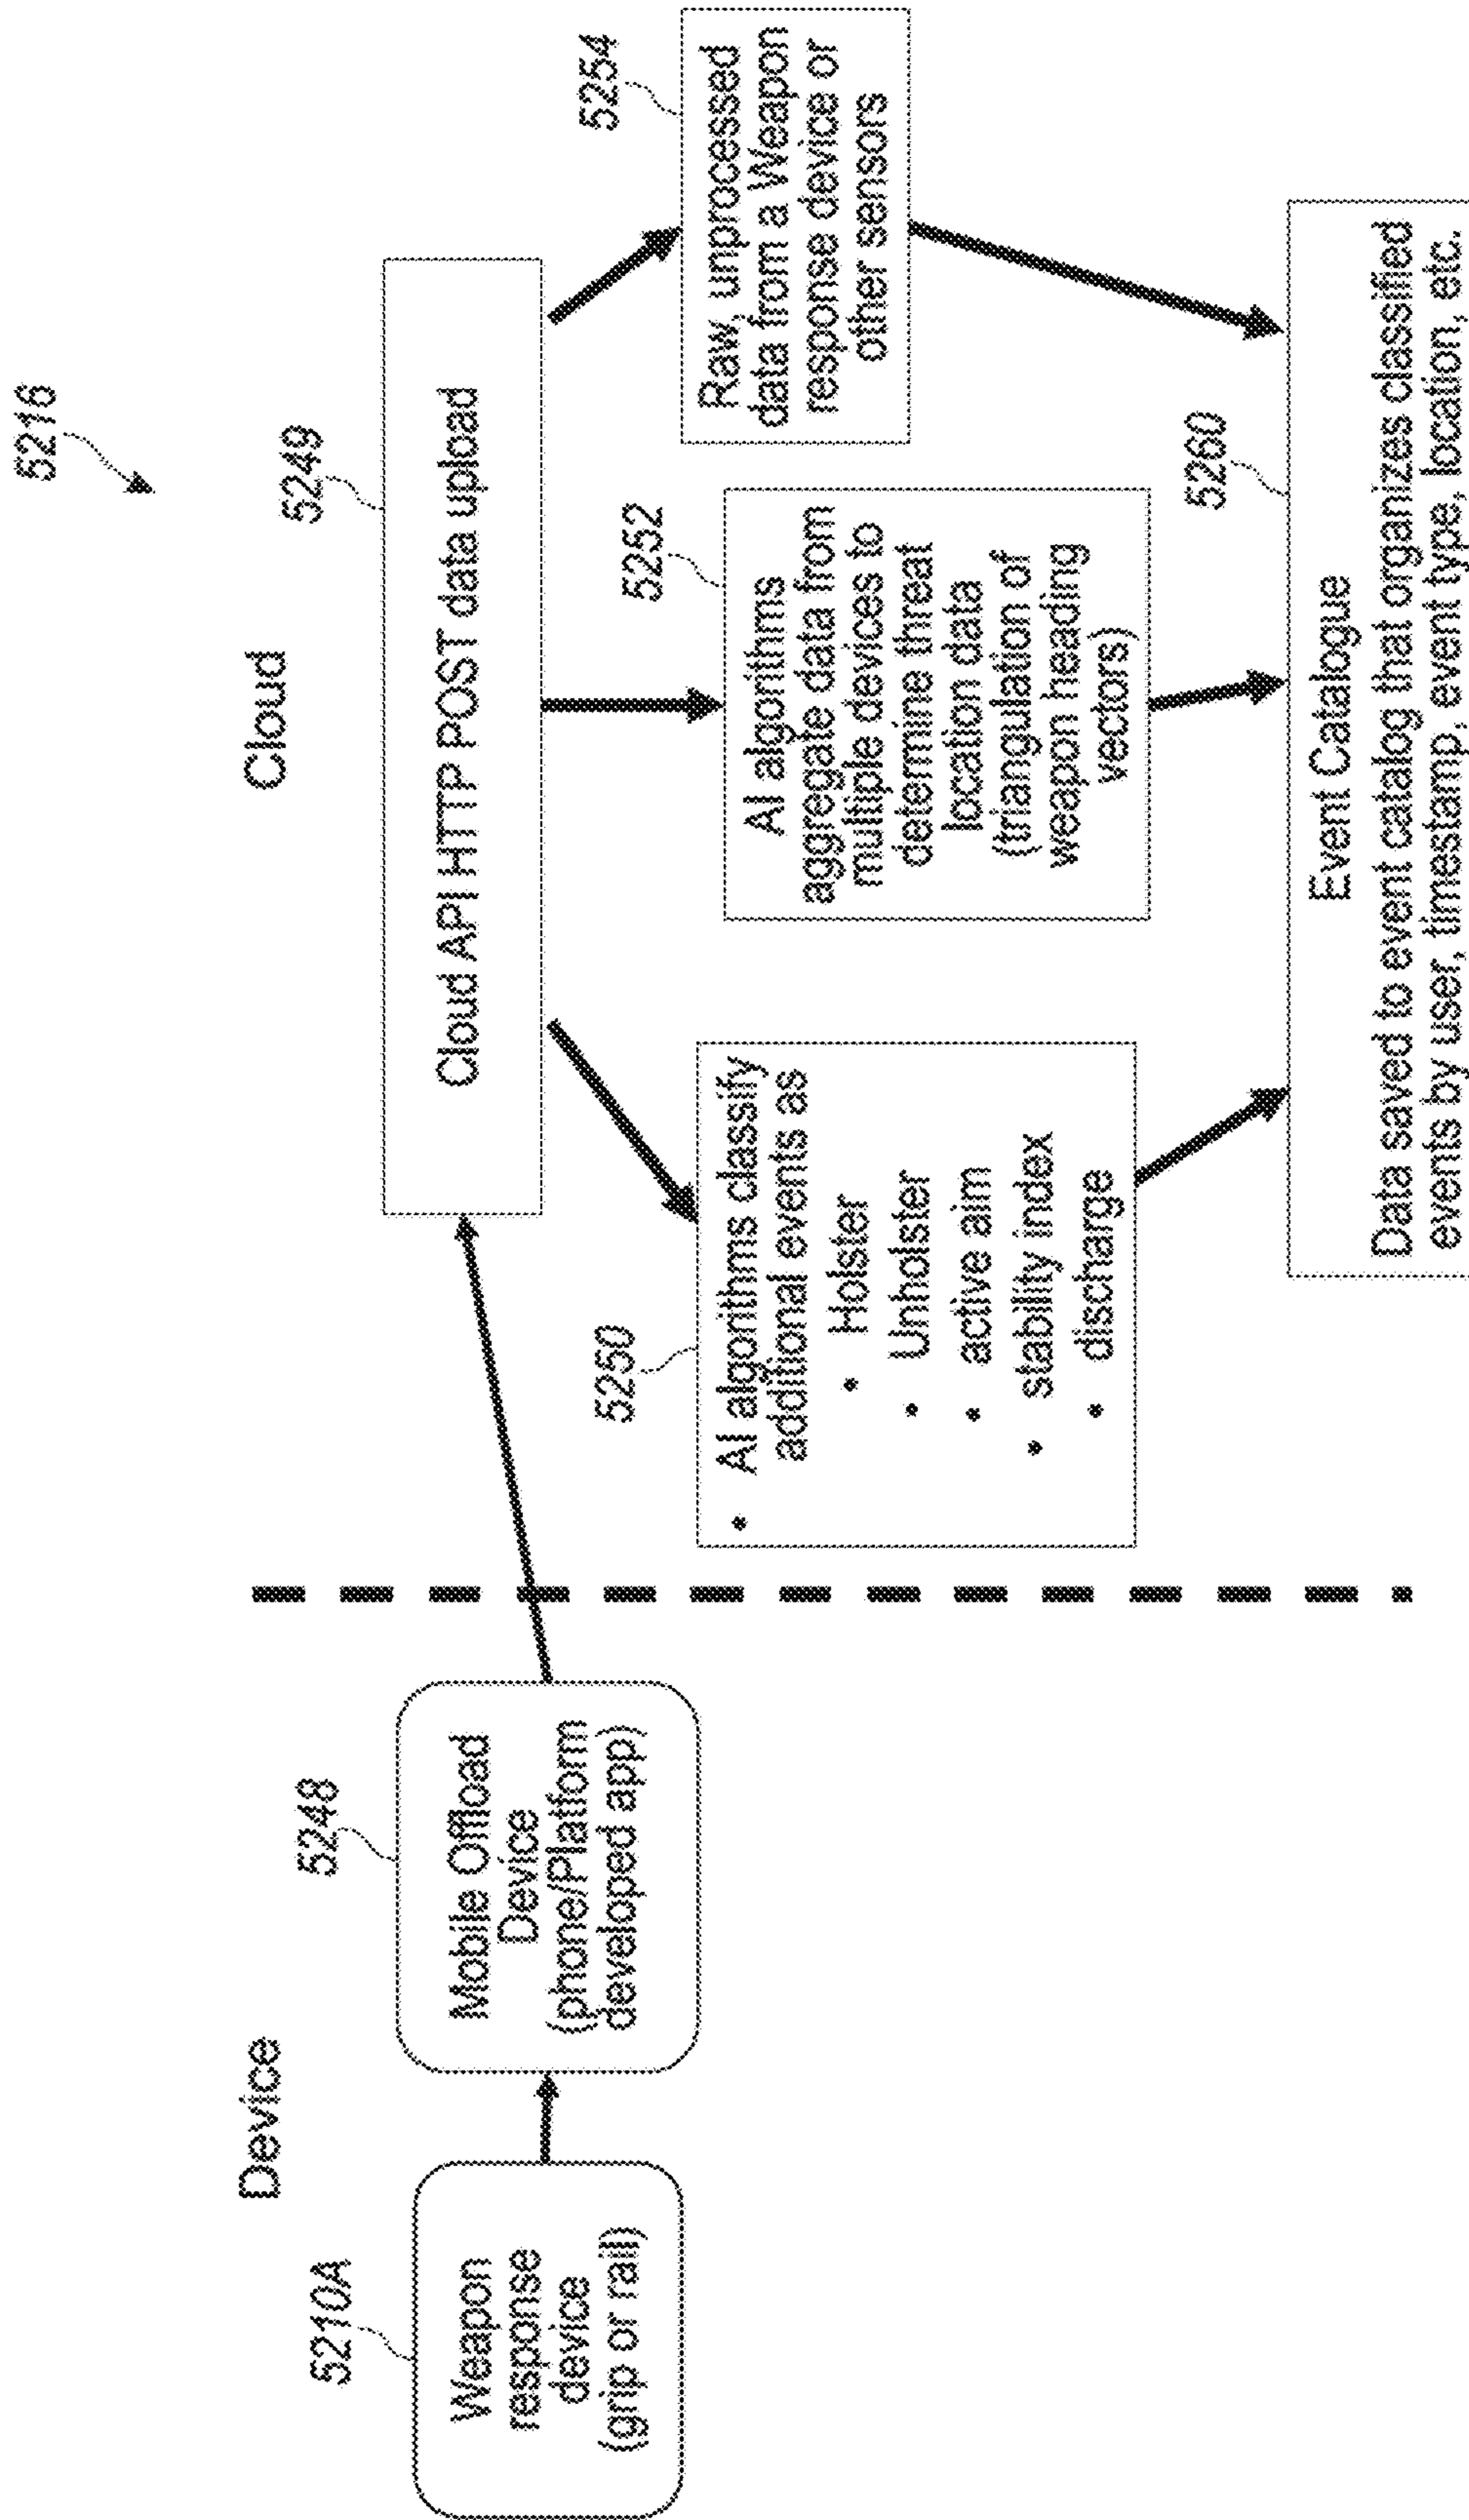 5216
Device
Cloud
5210A
Weapon
response
device
(grip or rail)
5248
Mobile Offload
Device
(phone/Platform
developed app)
5249
Cloud API HTTP POST data upload
5250
• AI algorithms classify
additional events as
• Holster
• Unholster
• active aim
• stability index
• discharge
5252
AI algorithms
aggregate data from
multiple devices to
determine threat
location data
(triangulation of
weapon heading
vectors)
5254
Raw, unprocessed
data from a Weapon
response device or
other sensors
5260
Event Catalogue
Data saved to event catalog that organizes classified
events by user, timestamp, event type, location, etc.